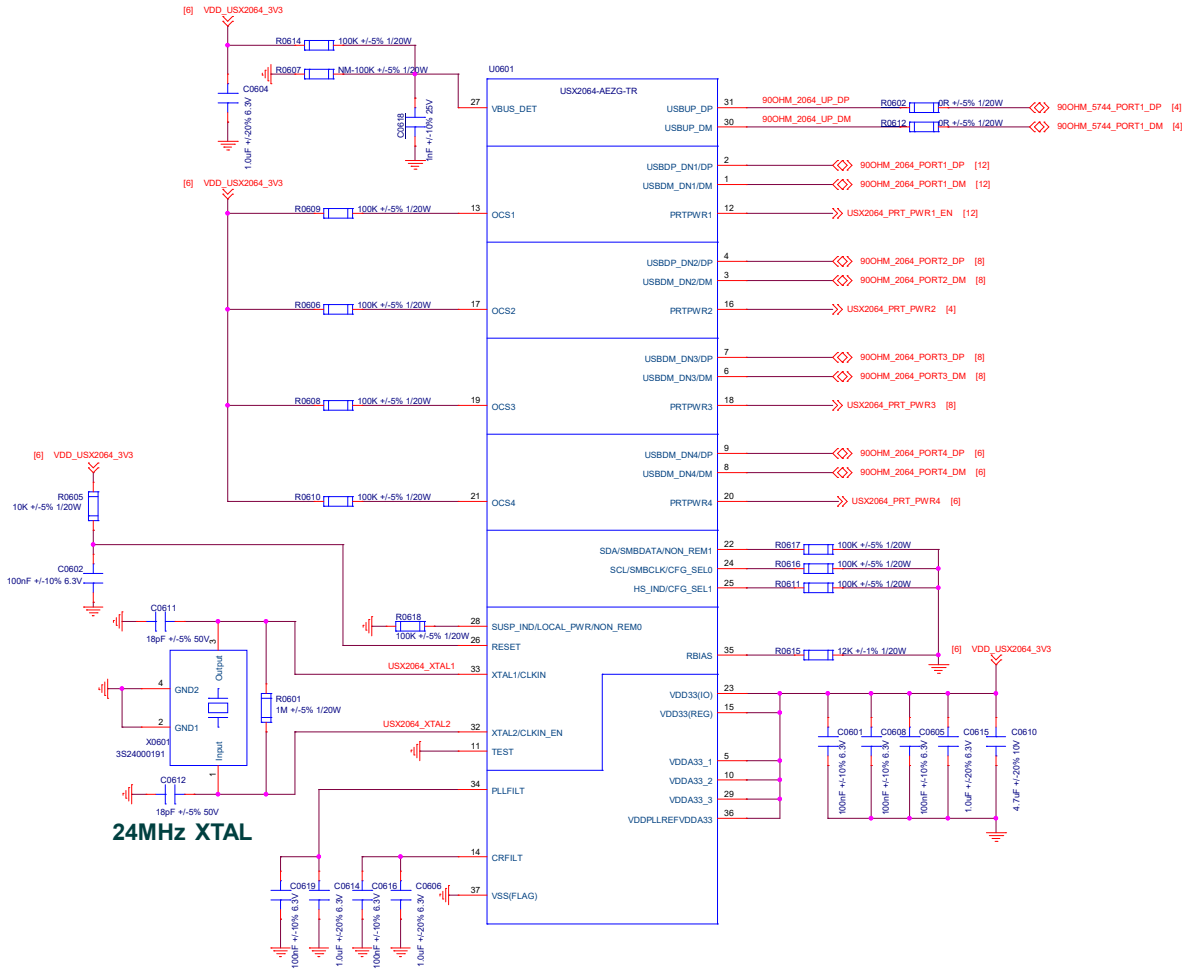 [6] VDD_USX2064_3V3
R0614 100K +/-5% 1/20W
R0607 NM-100K +/-5% 1/20W
C0604
1.0uF +/-20% 6.3V
C0618
1nF +/-10% 25V
U0601
USX2064-AEZG-TR
27 VBUS_DET
USBUP_DP 31 90OHM_2064_UP_DP R0602 0R +/-5% 1/20W 90OHM_5744_PORT1_DP [4]
USBUP_DM 30 90OHM_2064_UP_DM R0612 0R +/-5% 1/20W 90OHM_5744_PORT1_DM [4]
USBDP_DN1/DP 2 90OHM_2064_PORT1_DP [12]
USBDM_DN1/DM 1 90OHM_2064_PORT1_DM [12]
[6] VDD_USX2064_3V3
R0609 100K +/-5% 1/20W 13 OCS1
PRTPWR1 12 USX2064_PRT_PWR1_EN [12]
USBDP_DN2/DP 4 90OHM_2064_PORT2_DP [8]
USBDM_DN2/DM 3 90OHM_2064_PORT2_DM [8]
R0606 100K +/-5% 1/20W 17 OCS2
PRTPWR2 16 USX2064_PRT_PWR2 [4]
USBDM_DN3/DP 7 90OHM_2064_PORT3_DP [8]
USBDM_DN3/DM 6 90OHM_2064_PORT3_DM [8]
R0608 100K +/-5% 1/20W 19 OCS3
PRTPWR3 18 USX2064_PRT_PWR3 [8]
USBDM_DN4/DP 9 90OHM_2064_PORT4_DP [6]
USBDM_DN4/DM 8 90OHM_2064_PORT4_DM [6]
R0610 100K +/-5% 1/20W 21 OCS4
PRTPWR4 20 USX2064_PRT_PWR4 [6]
[6] VDD_USX2064_3V3
R0605
10K +/-5% 1/20W
C0602
100nF +/-10% 6.3V
SDA/SMBDATA/NON_REM1 22 R0617 100K +/-5% 1/20W
SCL/SMBCLK/CFG_SEL0 24 R0616 100K +/-5% 1/20W
HS_IND/CFG_SEL1 25 R0611 100K +/-5% 1/20W
R0618
100K +/-5% 1/20W
28 SUSP_IND/LOCAL_PWR/NON_REM0
26 RESET
RBIAS 35 R0615 12K +/-1% 1/20W
[6] VDD_USX2064_3V3
C0611
18pF +/-5% 50V
USX2064_XTAL1 33 XTAL1/CLKIN
3 Output
4 GND2
2 GND1
Input 1
X0601
3S24000191
R0601
1M +/-5% 1/20W
USX2064_XTAL2 32 XTAL2/CLKIN_EN
11 TEST
C0612
18pF +/-5% 50V
24MHz XTAL
VDD33(IO) 23
VDD33(REG) 15
VDDA33_1 5
VDDA33_2 10
VDDA33_3 29
VDDPLLREFVDDA33 36
C0601 C0608 C0605 C0615 C0610
100nF +/-10% 6.3V
100nF +/-10% 6.3V
100nF +/-10% 6.3V
1.0uF +/-20% 6.3V
4.7uF +/-20% 10V
34 PLLFILT
14 CRFILT
37 VSS(FLAG)
C0619 C0614 C0616 C0606
100nF +/-10% 6.3V
1.0uF +/-20% 6.3V
100nF +/-10% 6.3V
1.0uF +/-20% 6.3V